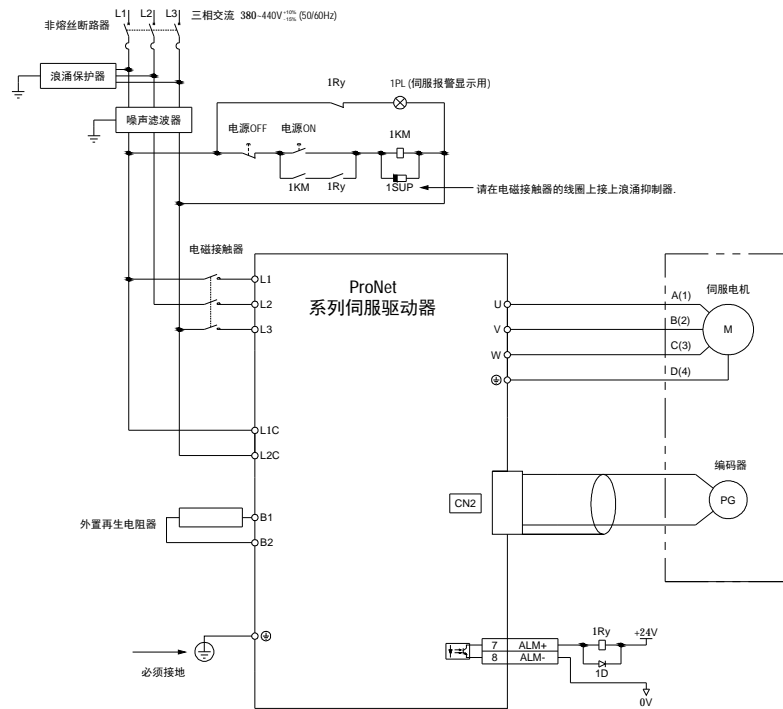 L1 L2 L3 三相交流 380~440V +10% -15% (50/60Hz)
非熔丝断路器
浪涌保护器
噪声滤波器
1Ry
1PL (伺服报警显示用)
电源OFF
电源ON
1KM
1KM
1Ry
1SUP
请在电磁接触器的线圈上接上浪涌抑制器.
电磁接触器
ProNet
系列伺服驱动器
L1
L2
L3
U
V
W
A(1)
B(2)
C(3)
D(4)
伺服电机
M
L1C
L2C
编码器
CN2
PG
外置再生电阻器
B1
B2
必须接地
7 ALM+
8 ALM-
1Ry
+24V
1D
0V